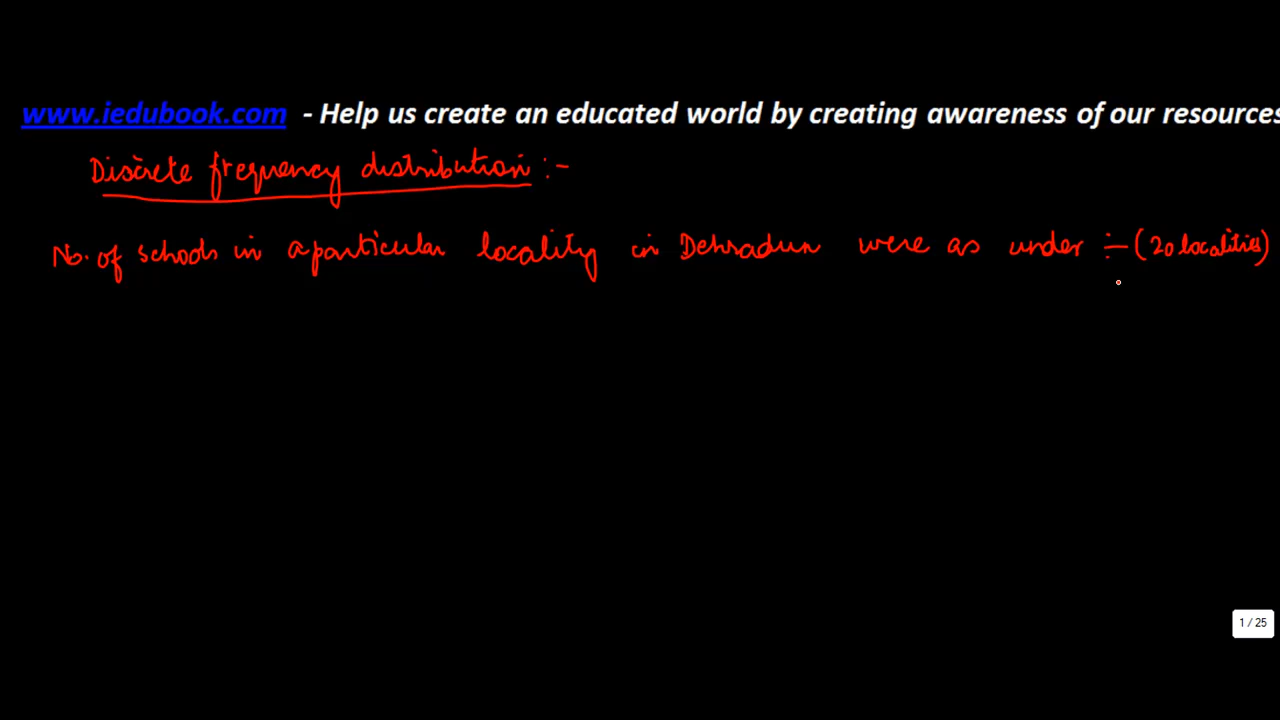 www.iedubook.com - Help us create an educated world by creating awareness of our resources
Discrete frequency distribution :-
No. of schools in a particular locality in Dehradun were as under :- (20 localities)
1 / 25